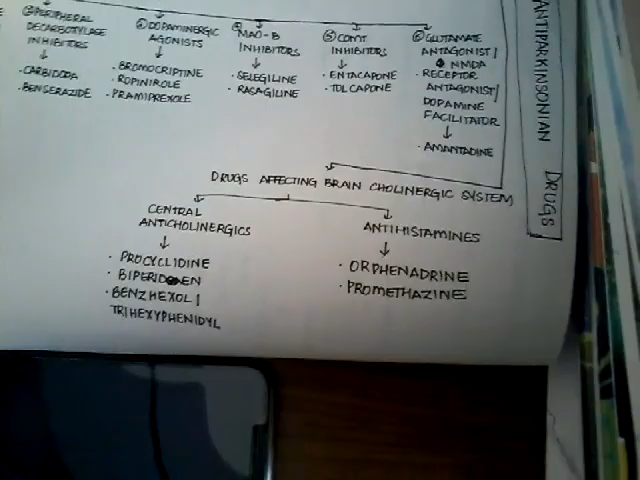 ② PERIPHERAL
DECARBOTYLASE
INHIBITORS
· CARBIDOPA
· BENSERAZIDE
③ DOPAMINERGIC
AGONISTS
· BROMOCRIPTINE
· ROPINIROLE
· PRAMIPREXOLE
④ MAO-B
INHIBITORS
· SELEGILINE
· RASAGILINE
⑤ COMT
INHIBITORS
· ENTACAPONE
· TOLCAPONE
⑥ GLUTAMATE
ANTAGONIST/
NMDA
RECEPTOR
ANTAGONIST/
DOPAMINE
FACILITATOR
· AMANTADINE
ANTIPARKINSONIAN DRUGS
DRUGS AFFECTING BRAIN CHOLINERGIC SYSTEM
CENTRAL
ANTICHOLINERGICS
· PROCYCLIDINE
· BIPERIDEN
· BENZHEXOL/
TRIHEXYPHENIDYL
ANTIHISTAMINES
· ORPHENADRINE
· PROMETHAZINE